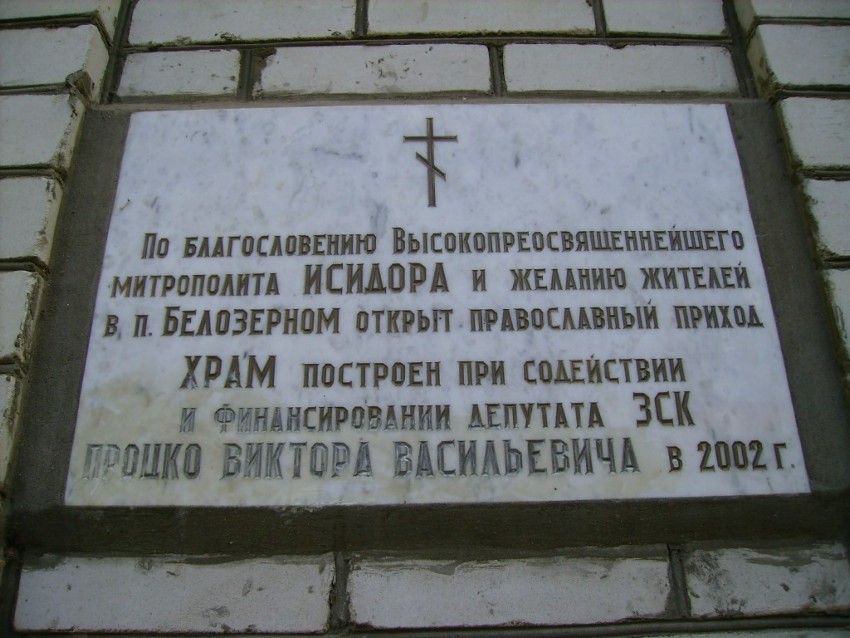 По благословению Высокопреосвященнейшего
митрополита ИСИДОРА и желанию жителей
в п. Белозерном открыт православный приход
ХРАМ построен при содействии
и финансировании депутата ЗСК
ПРОЦКО ВИКТОРА ВАСИЛЬЕВИЧА в 2002 г.